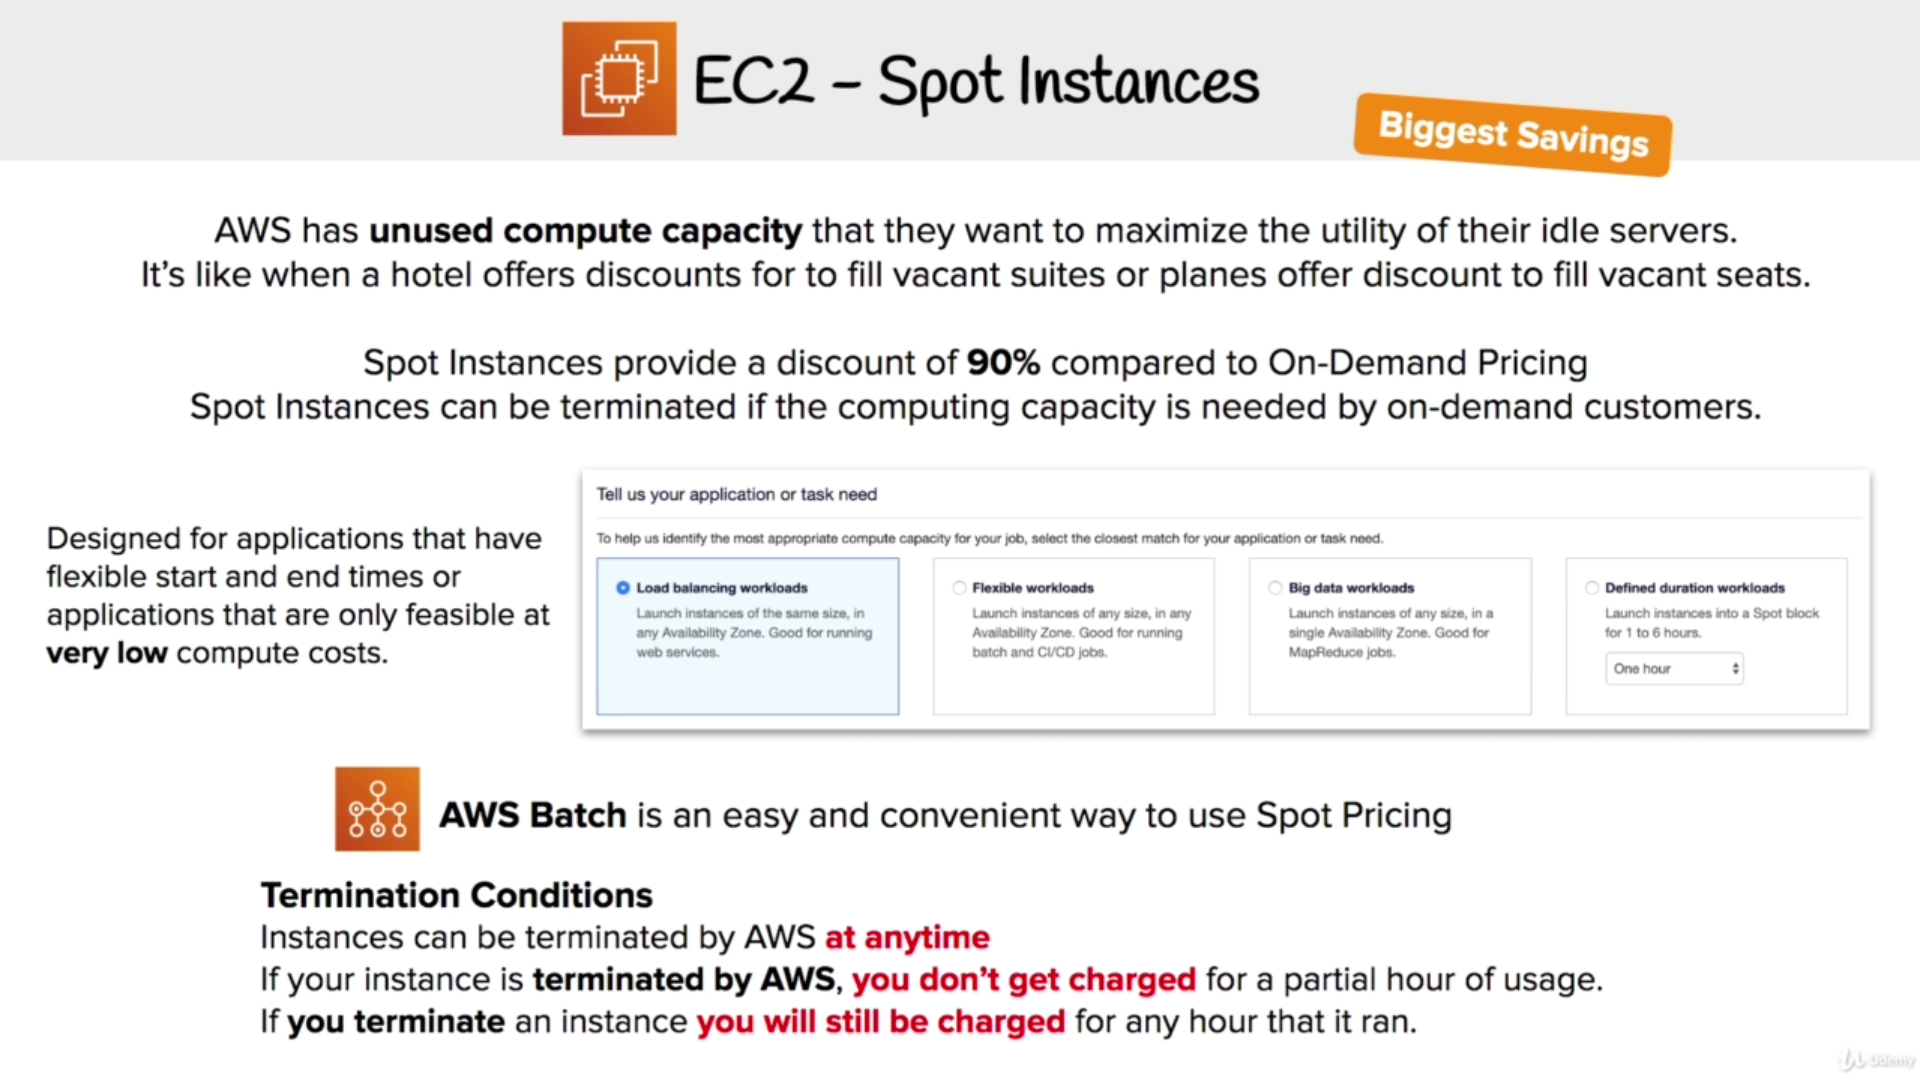 EC2 – Spot Instances
Biggest Savings
AWS has unused compute capacity that they want to maximize the utility of their idle servers.
It's like when a hotel offers discounts for to fill vacant suites or planes offer discount to fill vacant seats.
Spot Instances provide a discount of 90% compared to On-Demand Pricing
Spot Instances can be terminated if the computing capacity is needed by on-demand customers.
Designed for applications that have
flexible start and end times or
applications that are only feasible at
very low compute costs.
Tell us your application or task need
To help us identify the most appropriate compute capacity for your job, select the closest match for your application or task need.
Load balancing workloads
Launch instances of the same size, in
any Availability Zone. Good for running
web services.
Flexible workloads
Launch instances of any size, in any
Availability Zone. Good for running
batch and CI/CD jobs.
Big data workloads
Launch instances of any size, in a
single Availability Zone. Good for
MapReduce jobs.
Defined duration workloads
Launch instances into a Spot block
for 1 to 6 hours.
One hour
AWS Batch is an easy and convenient way to use Spot Pricing
Termination Conditions
Instances can be terminated by AWS at anytime
If your instance is terminated by AWS, you don't get charged for a partial hour of usage.
If you terminate an instance you will still be charged for any hour that it ran.
Udemy